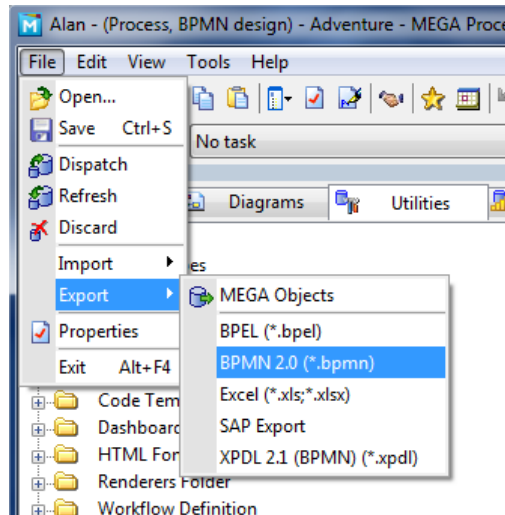 Alan - (Process, BPMN design) - Adventure - MEGA Proce
File Edit View Tools Help
Open...
Save Ctrl+S
No task
Dispatch
Refresh
Diagrams
Utilities
Discard
Import
es
Export
MEGA Objects
Properties
BPEL (*.bpel)
Exit Alt+F4
BPMN 2.0 (*.bpmn)
Code Tem
Excel (*.xls;*.xlsx)
Dashboard
SAP Export
HTML For
XPDL 2.1 (BPMN) (*.xpdl)
Renderers Folder
Workflow Definition